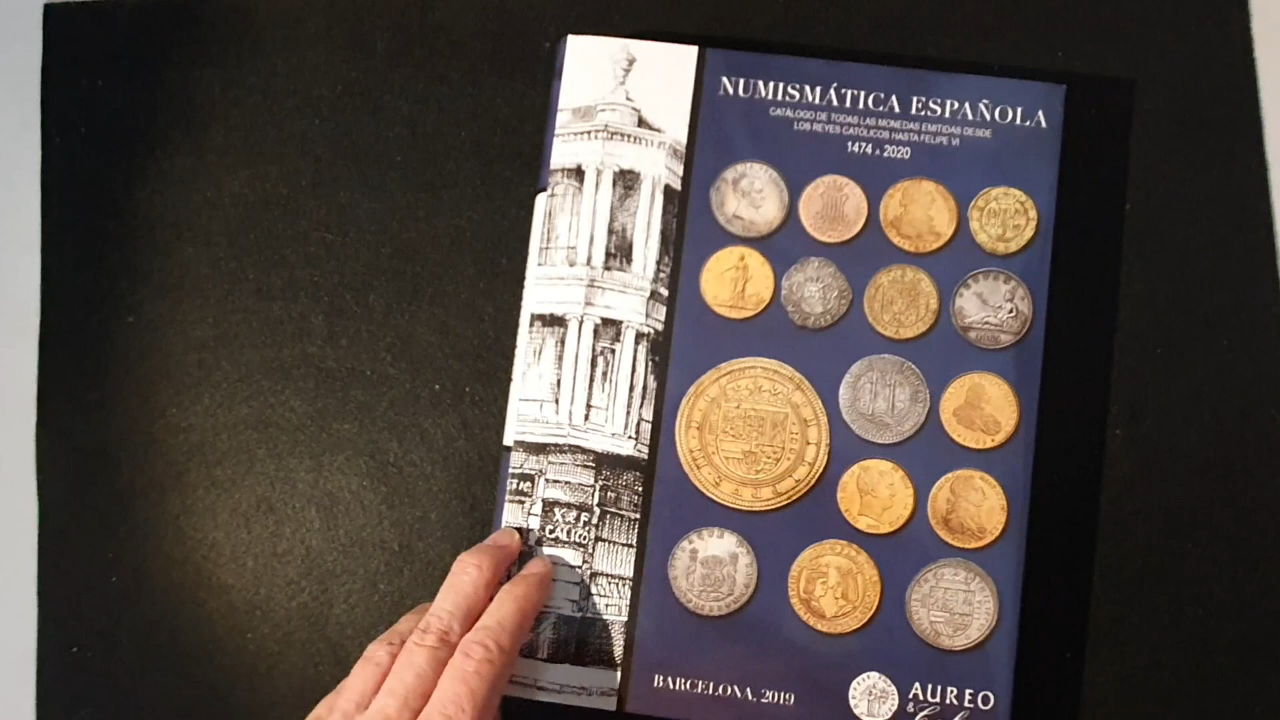 NUMISMÁTICA ESPAÑOLA
CATÁLOGO DE TODAS LAS MONEDAS EMITIDAS DESDE
LOS REYES CATÓLICOS HASTA FELIPE VI
1474 A 2020
X & F
CALICÓ
BARCELONA, 2019
AUREO
&